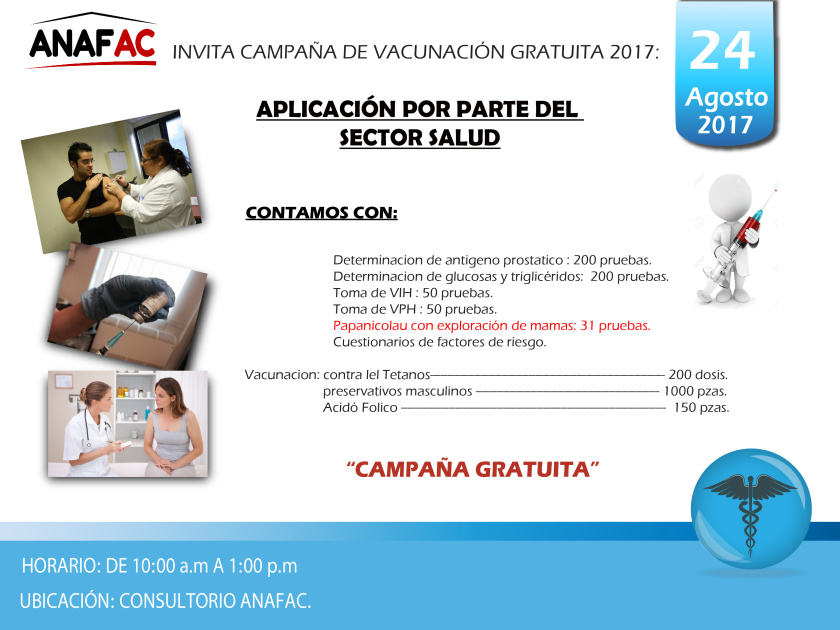 ANAFAC
INVITA CAMPAÑA DE VACUNACIÓN GRATUITA 2017:
24
Agosto
2017
APLICACIÓN POR PARTE DEL
SECTOR SALUD
CONTAMOS CON:
Determinacion de antigeno prostatico : 200 pruebas.
Determinacion de glucosas y triglicéridos: 200 pruebas.
Toma de VIH : 50 pruebas.
Toma de VPH : 50 pruebas.
Papanicolau con exploración de mamas: 31 pruebas.
Cuestionarios de factores de riesgo.
Vacunacion: contra lel Tetanos—————————————————— 200 dosis.
preservativos masculinos —————————————— 1000 pzas.
Acidó Folico ———————————————————— 150 pzas.
“CAMPAÑA GRATUITA”
HORARIO: DE 10:00 a.m A 1:00 p.m
UBICACIÓN: CONSULTORIO ANAFAC.